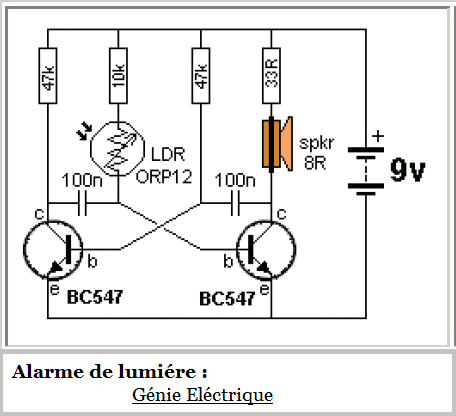 47k 10k 47k 33R
LDR
ORP12
spkr
8R
+
9v
100n 100n
c c
b b
e e
BC547 BC547
Alarme de lumiére :
Génie Eléctrique